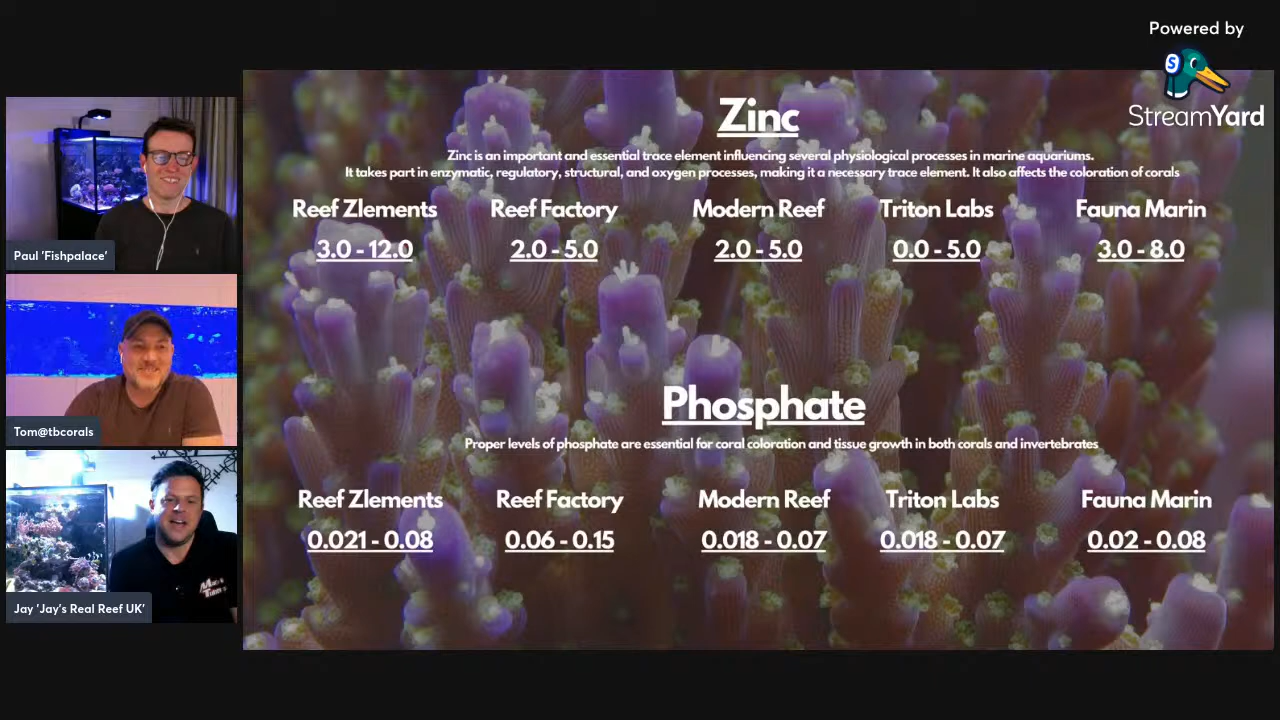 Powered by
StreamYard
Zinc
Zinc is an important and essential trace element influencing several physiological processes in marine aquariums.
It takes part in enzymatic, regulatory, structural, and oxygen processes, making it a necessary trace element. It also affects the coloration of corals
Reef Zlements Reef Factory Modern Reef Triton Labs Fauna Marin
3.0 - 12.0 2.0 - 5.0 2.0 - 5.0 0.0 - 5.0 3.0 - 8.0
Phosphate
Proper levels of phosphate are essential for coral coloration and tissue growth in both corals and invertebrates
Reef Zlements Reef Factory Modern Reef Triton Labs Fauna Marin
0.021 - 0.08 0.06 - 0.15 0.018 - 0.07 0.018 - 0.07 0.02 - 0.08
Paul 'Fishpalace'
Tom@tbcorals
Jay 'Jay's Real Reef UK'